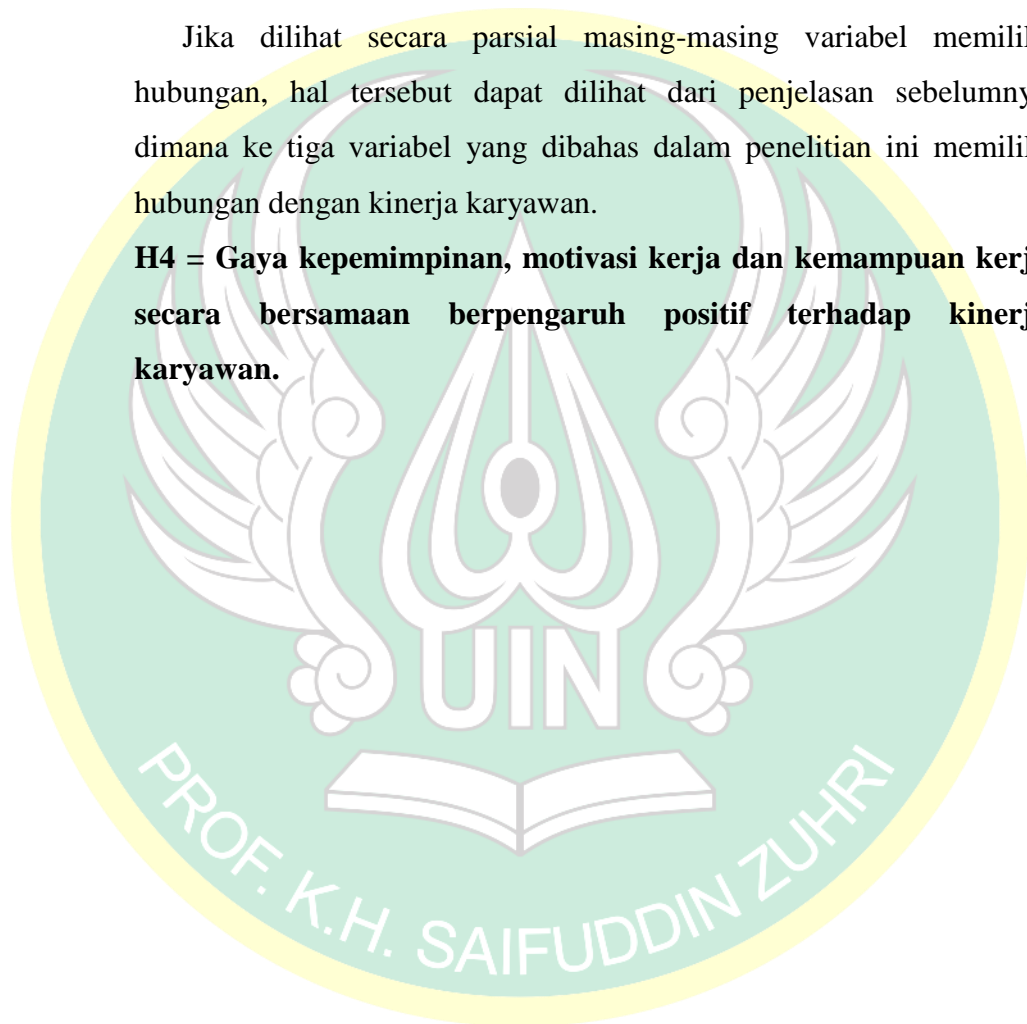 Jika dilihat secara parsial masing-masing variabel memilil
hubungan, hal tersebut dapat dilihat dari penjelasan sebelumny
dimana ke tiga variabel yang dibahas dalam penelitian ini memilil
hubungan dengan kinerja karyawan.
H4 = Gaya kepemimpinan, motivasi kerja dan kemampuan kerj
secara bersamaan berpengaruh positif terhadap kinerj
karyawan.
UIN
PROF. K.H. SAIFUDDIN ZUHRI